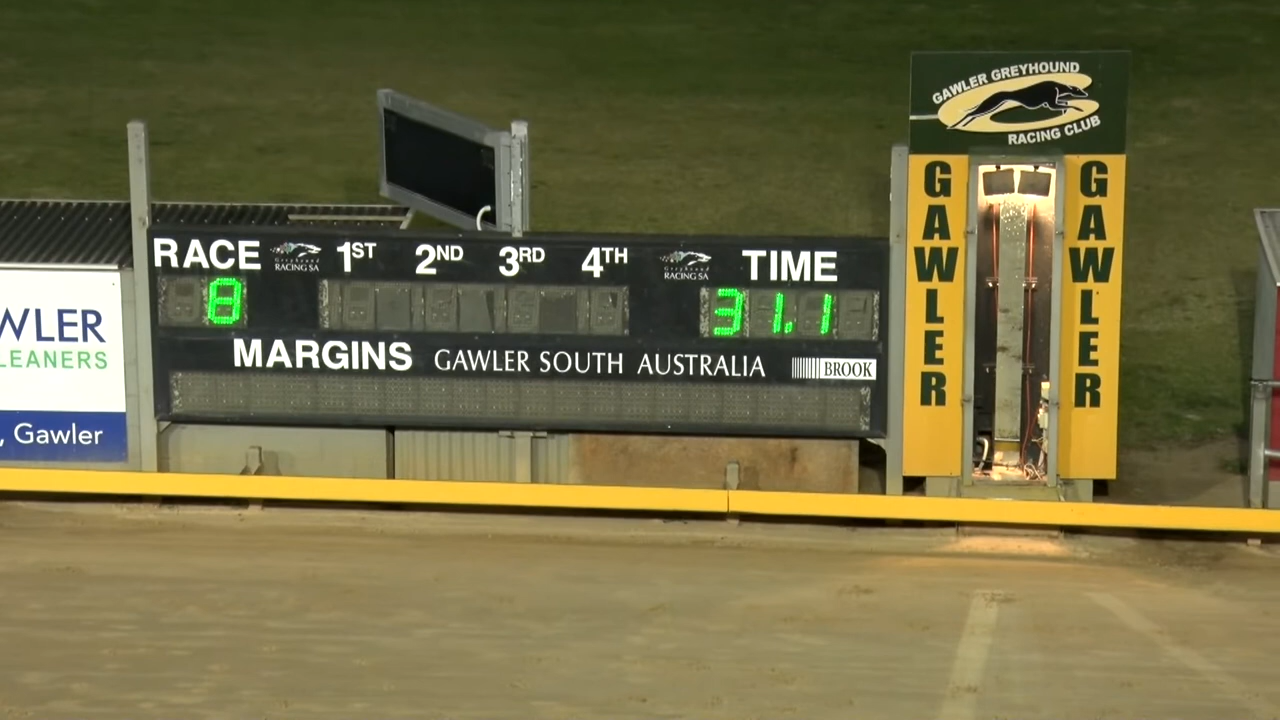 GAWLER GREYHOUND
RACING CLUB
GAWLER
GAWLER
RACE
Greyhound
RACING SA
1ST
2ND
3RD
4TH
Greyhound
RACING SA
TIME
8
31.1
MARGINS
GAWLER SOUTH AUSTRALIA
BROOK
WLER
LEANERS
, Gawler